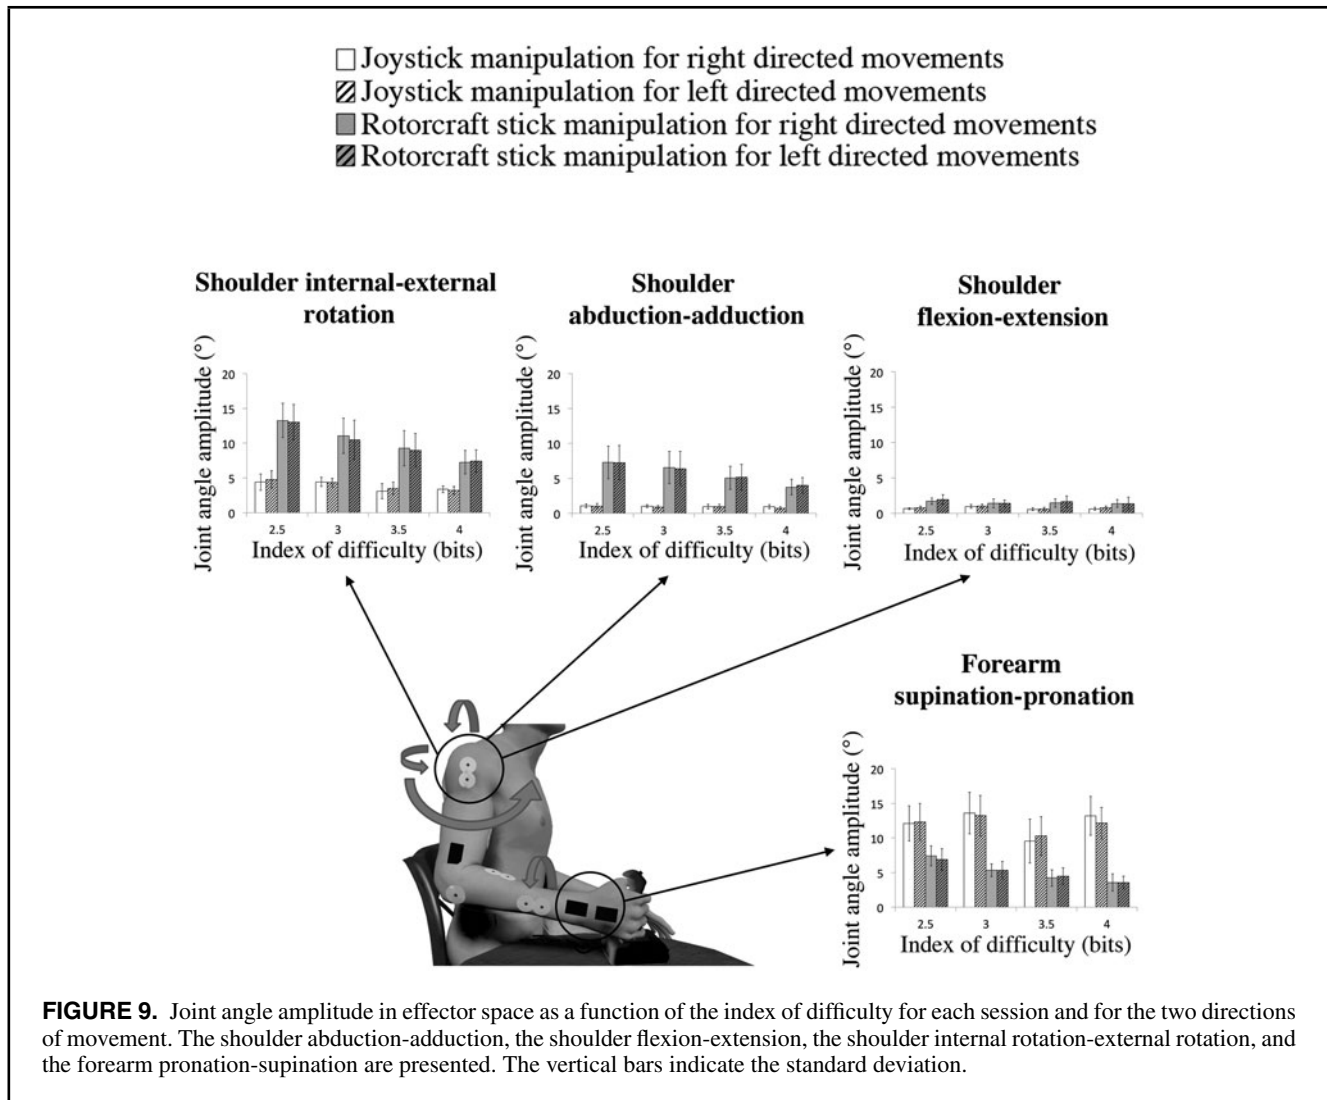 Joystick manipulation for right directed movements
Joystick manipulation for left directed movements
Rotorcraft stick manipulation for right directed movements
Rotorcraft stick manipulation for left directed movements
Shoulder internal-external
rotation
Joint angle amplitude (°)
20
15
10
5
0
2.5 3 3.5 4
Index of difficulty (bits)
Shoulder
abduction-adduction
Joint angle amplitude (°)
20
15
10
5
0
2.5 3 3.5 4
Index of difficulty (bits)
Shoulder
flexion-extension
Joint angle amplitude (°)
20
15
10
5
0
2.5 3 3.5 4
Index of difficulty (bits)
Forearm
supination-pronation
Joint angle amplitude (°)
20
15
10
5
0
2.5 3 3.5 4
Index of difficulty (bits)
FIGURE 9. Joint angle amplitude in effector space as a function of the index of difficulty for each session and for the two directions
of movement. The shoulder abduction-adduction, the shoulder flexion-extension, the shoulder internal rotation-external rotation, and
the forearm pronation-supination are presented. The vertical bars indicate the standard deviation.